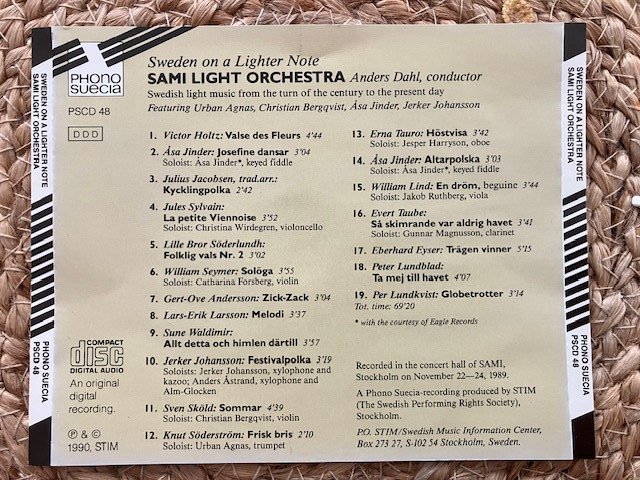 PHONO
SUECIA
PSCD 48
DDD
Sweden on a Lighter Note
SAMI LIGHT ORCHESTRA Anders Dahl, conductor
Swedish light music from the turn of the century to the present day
Featuring Urban Agnas, Christian Bergqvist, Åsa Jinder, Jerker Johansson
1. Victor Holtz: Valse des Fleurs 4'44
2. Åsa Jinder: Josefine dansar 3'04
Soloist: Åsa Jinder*, keyed fiddle
3. Julius Jacobsen, trad.arr.:
Kycklingpolka 2'42
4. Jules Sylvain:
La petite Viennoise 3'52
Soloist: Christina Wirdegren, violoncello
5. Lille Bror Söderlundh:
Folklig vals Nr. 2 3'02
6. William Seymer: Solöga 3'55
Soloist: Catharina Forsberg, violin
7. Gert-Ove Andersson: Zick-Zack 3'04
8. Lars-Erik Larsson: Melodi 3'37
9. Sune Waldimir:
Allt detta och himlen därtill 3'57
10. Jerker Johansson: Festivalpolka 3'19
Soloist: Jerker Johansson, xylophone and
kazoo; Anders Åstrand, xylophone and
Alm-Glocken
11. Sven Sköld: Sommar 4'39
Soloist: Christian Bergqvist, violin
12. Knut Söderström: Frisk bris 2'10
Soloist: Urban Agnas, trumpet
13. Erna Tauro: Höstvisa 3'42
Soloist: Jesper Harryson, oboe
14. Åsa Jinder: Altarpolska 3'03
Soloist: Åsa Jinder*, keyed fiddle
15. William Lind: En dröm, beguine 3'44
Soloist: Jakob Ruthberg, viola
16. Evert Taube:
Så skimrande var aldrig havet 3'41
Soloist: Gunnar Magnusson, clarinet
17. Eberhard Eyser: Trägen vinner 5'15
18. Peter Lundblad:
Ta mej till havet 4'07
19. Per Lundkvist: Globetrotter 3'14
Tot. time: 69'20
* with the courtesy of Eagle Records
Recorded in the concert hall of SAMI,
Stockholm on November 22—24, 1989.
A Phono Suecia-recording produced by STIM
(The Swedish Performing Rights Society),
Stockholm.
P.O. STIM/Swedish Music Information Center,
Box 273 27, S-102 54 Stockholm, Sweden.
COMPACT
disc
DIGITAL AUDIO
An original
digital
recording.
Ⓟ & ©
1990, STIM
SWEDEN ON A LIGHTER NOTE
SAMI LIGHT ORCHESTRA
PHONO SUECIA
PSCD 48
SWEDEN ON A LIGHTER NOTE
SAMI LIGHT ORCHESTRA
PHONO SUECIA
PSCD 48